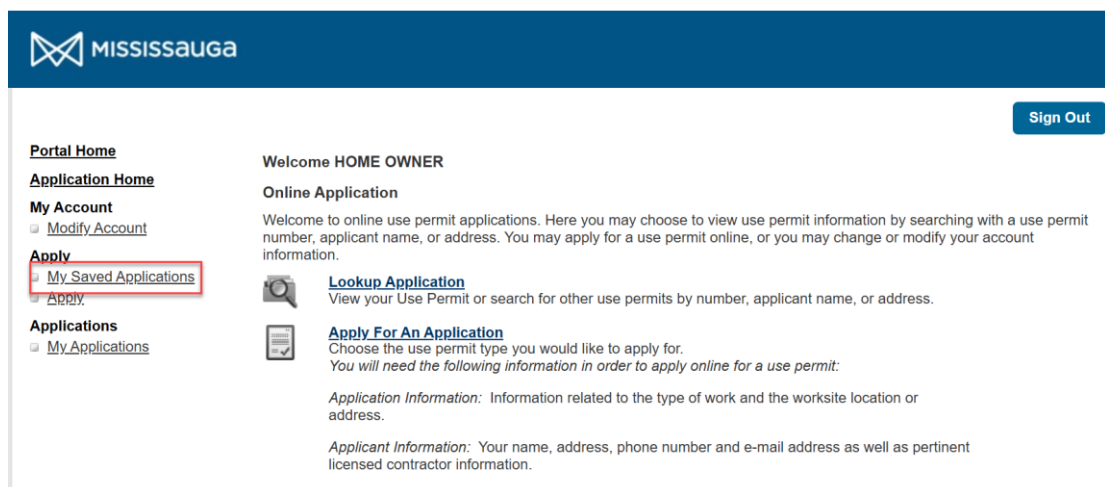 MISSISSauGa
Sign Out
Portal Home
Application Home
My Account
Modify Account
Apply
My Saved Applications
Apply
Applications
My Applications
Welcome HOME OWNER
Online Application
Welcome to online use permit applications. Here you may choose to view use permit information by searching with a use permit
number, applicant name, or address. You may apply for a use permit online, or you may change or modify your account
information.
Lookup Application
View your Use Permit or search for other use permits by number, applicant name, or address.
Apply For An Application
Choose the use permit type you would like to apply for.
You will need the following information in order to apply online for a use permit:
Application Information: Information related to the type of work and the worksite location or
address.
Applicant Information: Your name, address, phone number and e-mail address as well as pertinent
licensed contractor information.